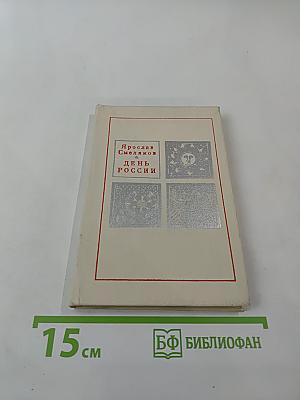 Ярослав
Смеляков
ДЕНЬ
РОССИИ
15 см
БФ
БИБЛИОФАН